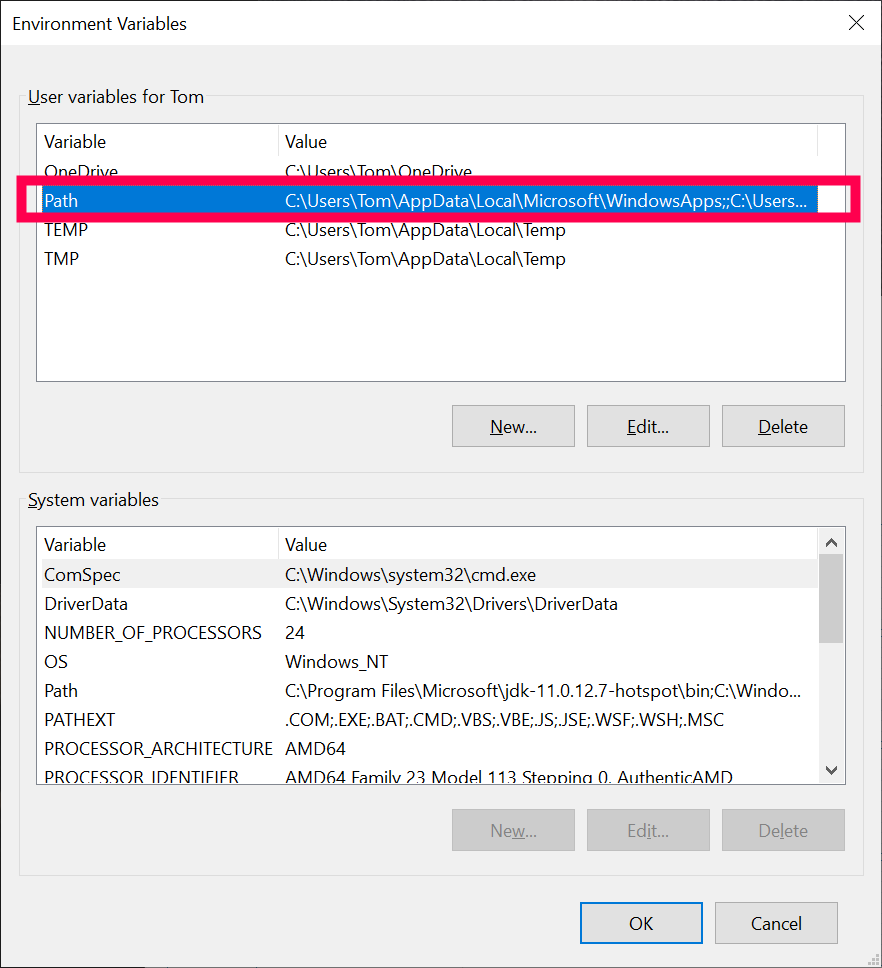 Environment Variables
User variables for Tom
Variable Value
OneDrive C:\Users\Tom\OneDrive
Path C:\Users\Tom\AppData\Local\Microsoft\WindowsApps;;C:\Users...
TEMP C:\Users\Tom\AppData\Local\Temp
TMP C:\Users\Tom\AppData\Local\Temp
New... Edit... Delete
System variables
Variable Value
ComSpec C:\Windows\system32\cmd.exe
DriverData C:\Windows\System32\Drivers\DriverData
NUMBER_OF_PROCESSORS 24
OS Windows_NT
Path C:\Program Files\Microsoft\jdk-11.0.12.7-hotspot\bin;C:\Windo...
PATHEXT .COM;.EXE;.BAT;.CMD;.VBS;.VBE;.JS;.JSE;.WSF;.WSH;.MSC
PROCESSOR_ARCHITECTURE AMD64
PROCESSOR_IDENTIFIER AMD64 Family 23 Model 113 Stepping 0, AuthenticAMD
New... Edit... Delete
OK Cancel